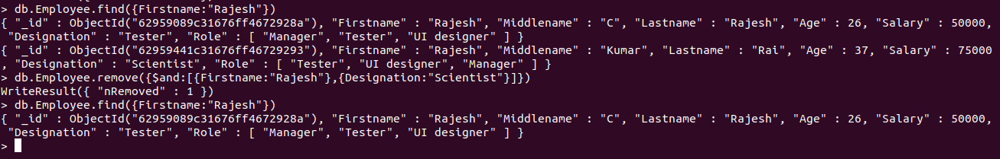 > db.Employee.find({Firstname:"Rajesh"})
{ "_id" : ObjectId("62959089c31676ff4672928a"), "Firstname" : "Rajesh", "Middlename" : "C", "Lastname" : "Rajesh", "Age" : 26, "Salary" : 50000,
 "Designation" : "Tester", "Role" : [ "Manager", "Tester", "UI designer" ] }
{ "_id" : ObjectId("62959441c31676ff46729293"), "Firstname" : "Rajesh", "Middlename" : "Kumar", "Lastname" : "Rai", "Age" : 37, "Salary" : 75000
, "Designation" : "Scientist", "Role" : [ "Tester", "UI designer", "Manager" ] }
> db.Employee.remove({$and:[{Firstname:"Rajesh"},{Designation:"Scientist"}]})
WriteResult({ "nRemoved" : 1 })
> db.Employee.find({Firstname:"Rajesh"})
{ "_id" : ObjectId("62959089c31676ff4672928a"), "Firstname" : "Rajesh", "Middlename" : "C", "Lastname" : "Rajesh", "Age" : 26, "Salary" : 50000,
 "Designation" : "Tester", "Role" : [ "Manager", "Tester", "UI designer" ] }
>